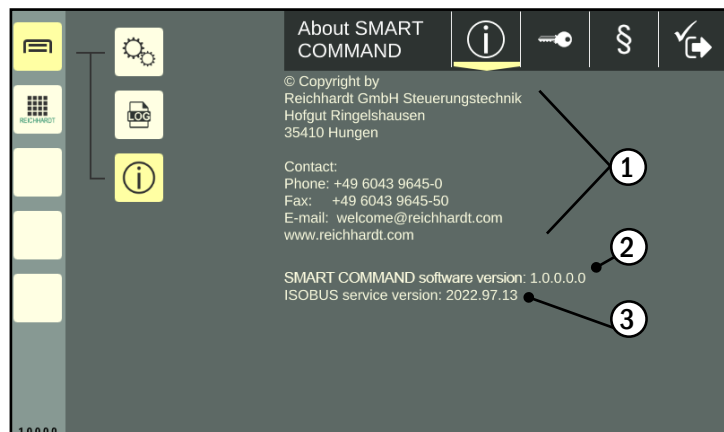 About SMART
COMMAND
§
LOG
REICHHARDT
© Copyright by
Reichhardt GmbH Steuerungstechnik
Hofgut Ringelshausen
35410 Hungen
Contact:
Phone: +49 6043 9645-0
Fax: +49 6043 9645-50
E-mail: welcome@reichhardt.com
www.reichhardt.com
SMART COMMAND software version: 1.0.0.0.0
ISOBUS service version: 2022.97.13
1
2
3